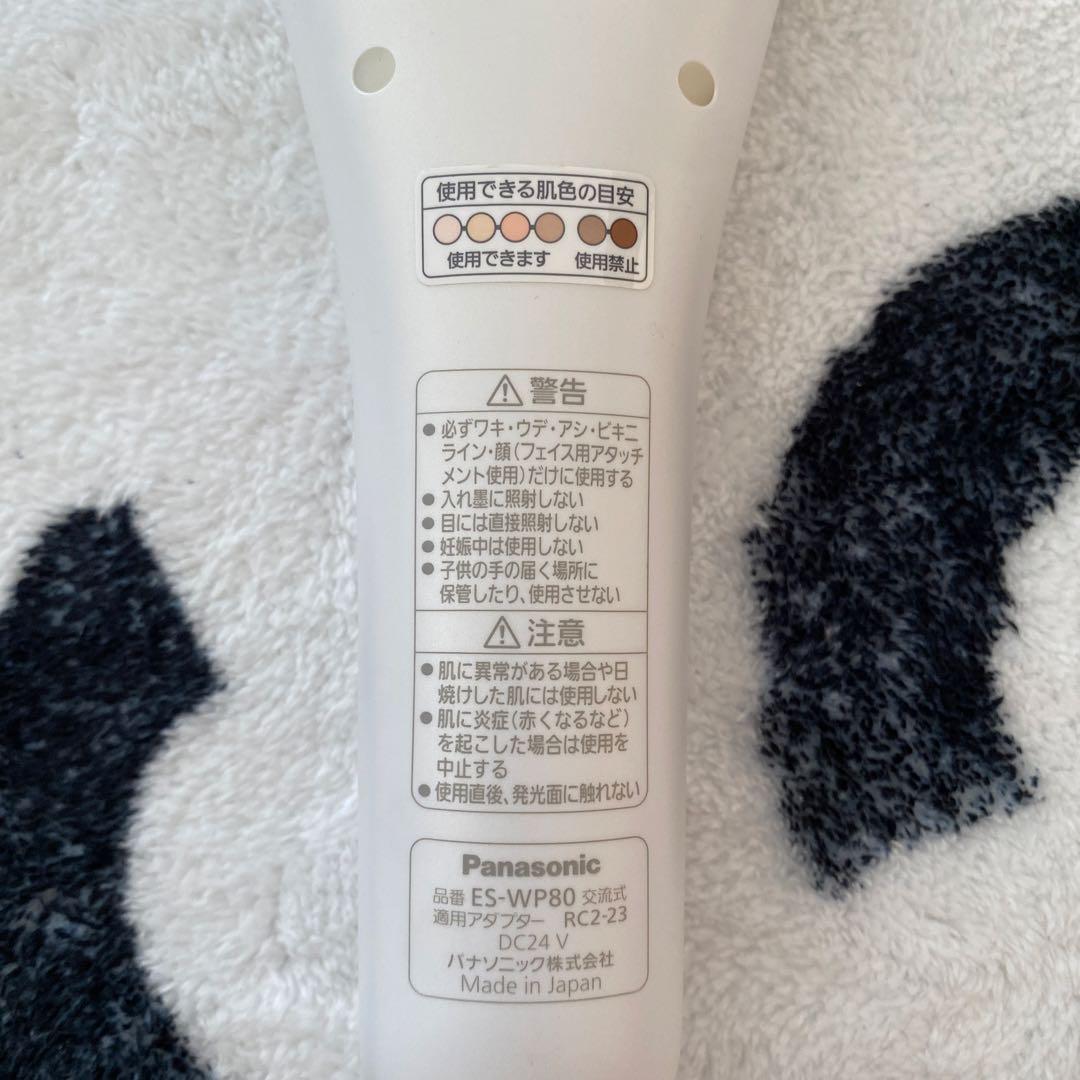 使用できる肌色の目安
使用できます 使用禁止
警告
●必ずワキ・ウデ・アシ・ビキニ
ライン・顔(フェイス用アタッチ
メント使用)だけに使用する
●入れ墨に照射しない
●目には直接照射しない
●妊娠中は使用しない
●子供の手の届く場所に
保管したり、使用させない
注意
●肌に異常がある場合や日
焼けした肌には使用しない
●肌に炎症(赤くなるなど)
を起こした場合は使用を
中止する
●使用直後、発光面に触れない
Panasonic
品番 ES-WP80 交流式
適用アダプター RC2-23
DC24 V
パナソニック株式会社
Made in Japan